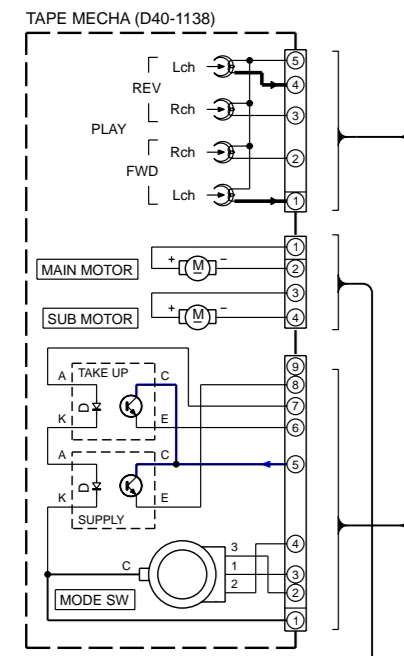 TAPE MECHA (D40-1138)
Lch
REV
Rch
PLAY
Rch
FWD
Lch
5
4
3
2
1
MAIN MOTOR
+ M −
1
2
SUB MOTOR
+ M −
3
4
TAKE UP
A
C
D
K
E
A
C
D
K
E
SUPPLY
9
8
7
6
5
C
3
1
2
MODE SW
4
3
2
1